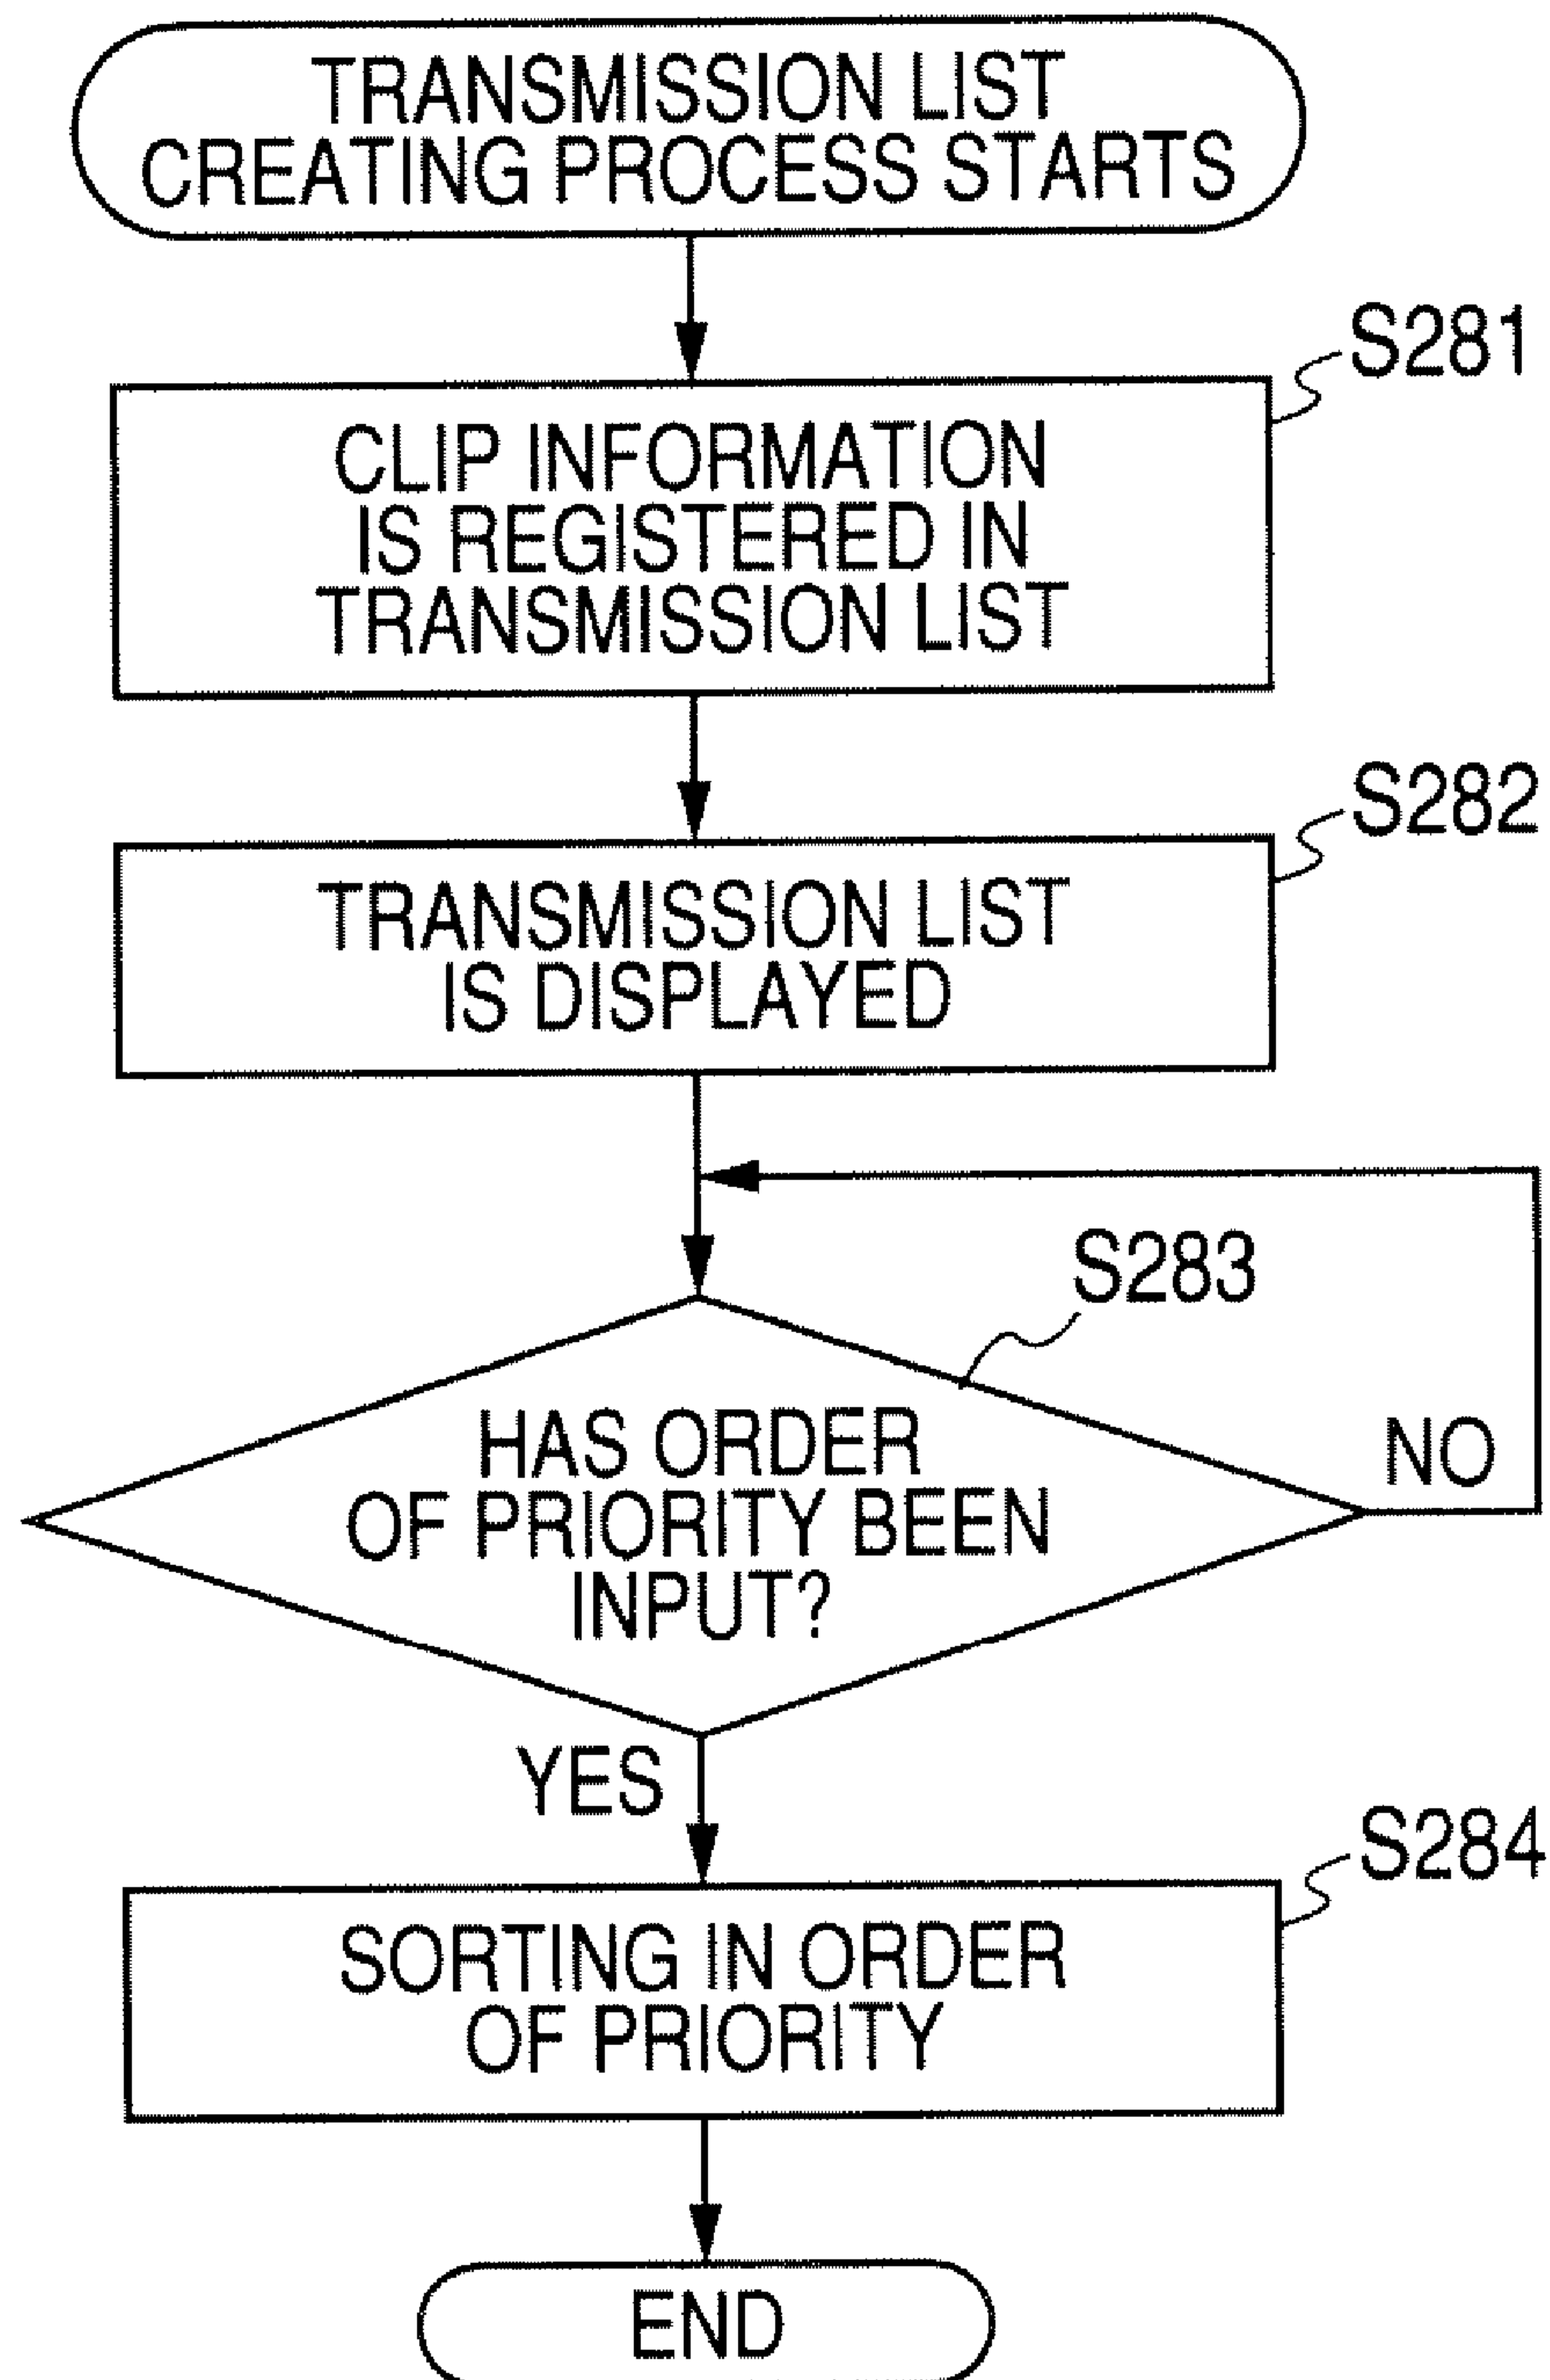 TRANSMISSION LIST
CREATING PROCESS STARTS
S281
CLIP INFORMATION
IS REGISTERED IN
TRANSMISSION LIST
S282
TRANSMISSION LIST
IS DISPLAYED
S283
HAS ORDER
OF PRIORITY BEEN
INPUT?
NO
YES
S284
SORTING IN ORDER
OF PRIORITY
END